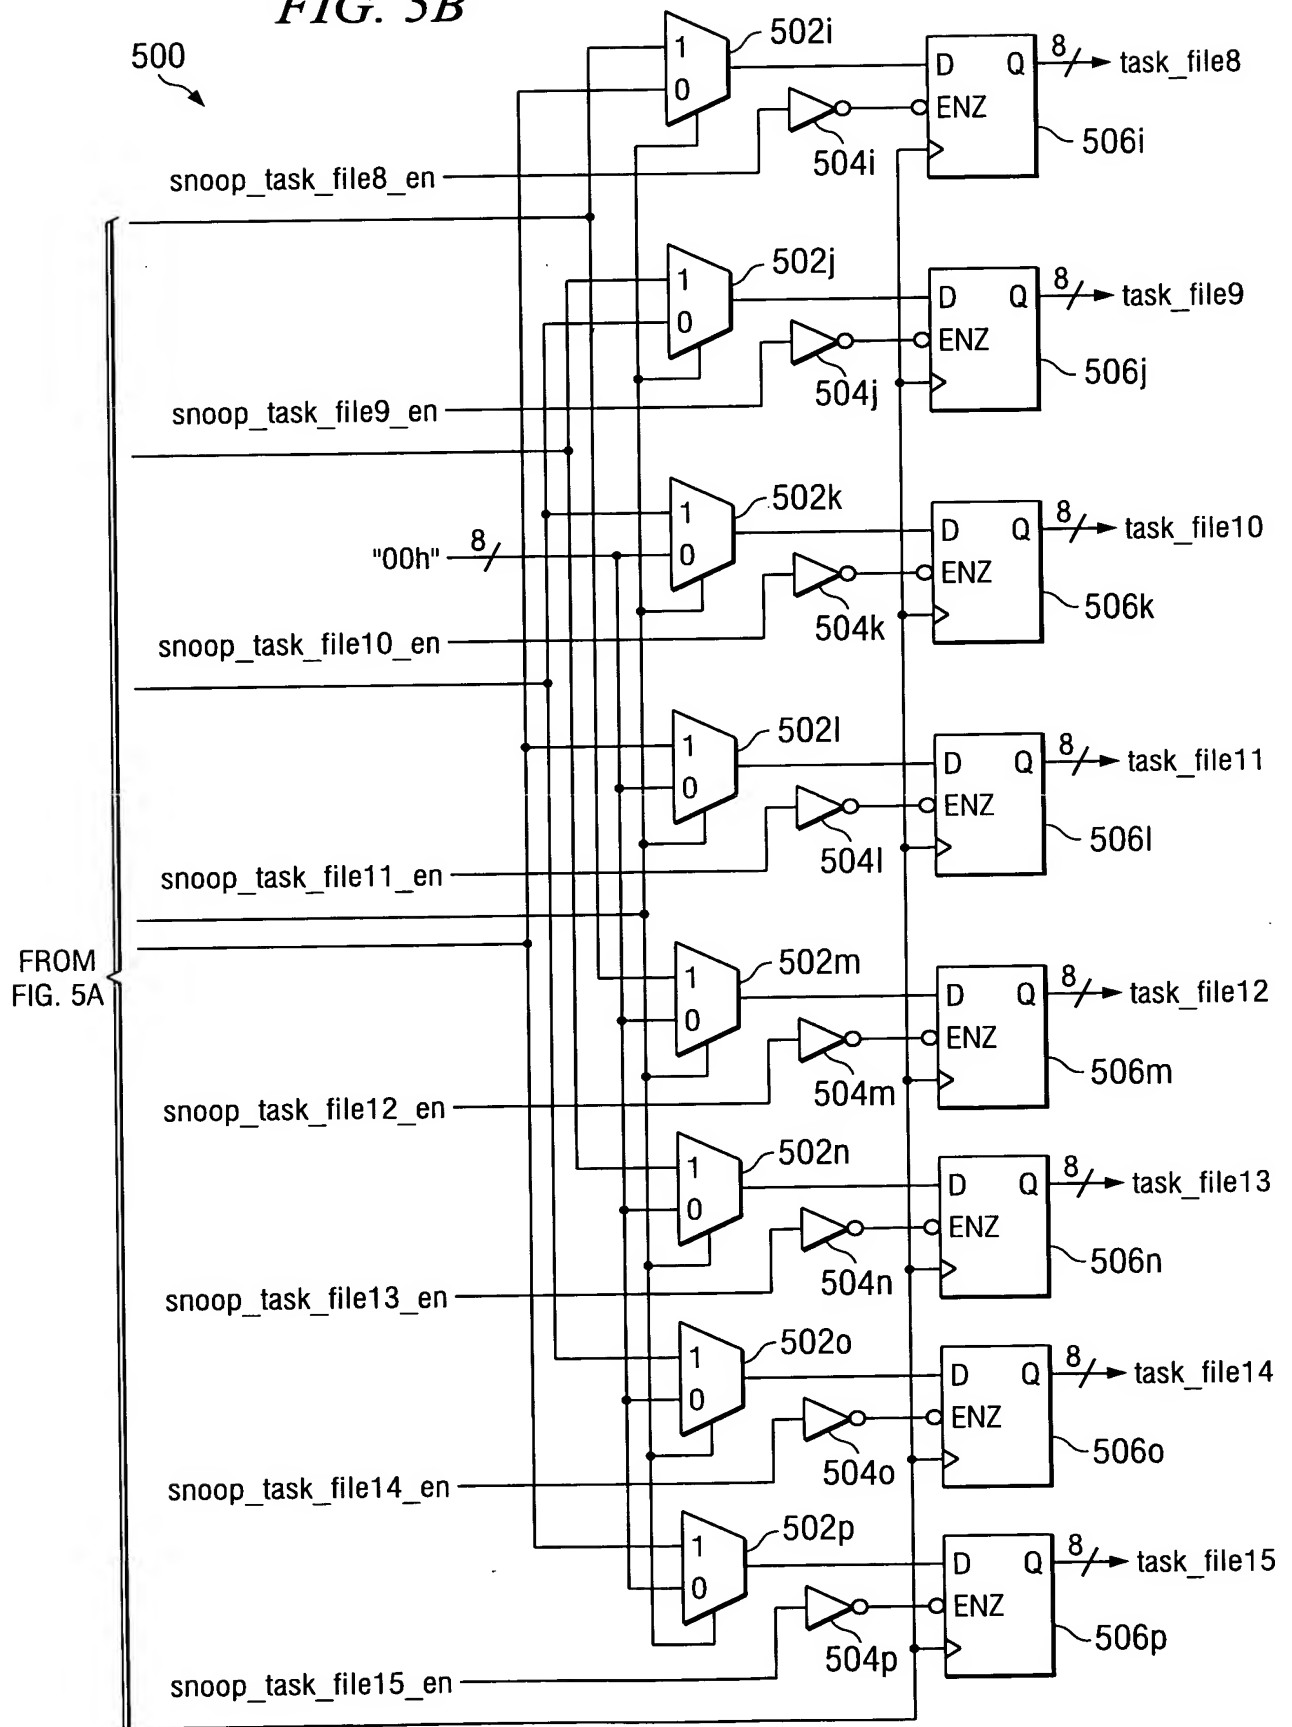 FIG. 5B
500
502i
1
0
D Q
ENZ
8
task_file8
504i
506i
snoop_task_file8_en
502j
1
0
D Q
ENZ
8
task_file9
504j
506j
snoop_task_file9_en
502k
1
0
"00h"
8
D Q
ENZ
8
task_file10
504k
506k
snoop_task_file10_en
502l
1
0
D Q
ENZ
8
task_file11
504l
506l
snoop_task_file11_en
FROM
FIG. 5A
502m
1
0
D Q
ENZ
8
task_file12
504m
506m
snoop_task_file12_en
502n
1
0
D Q
ENZ
8
task_file13
504n
506n
snoop_task_file13_en
502o
1
0
D Q
ENZ
8
task_file14
504o
506o
snoop_task_file14_en
502p
1
0
D Q
ENZ
8
task_file15
504p
506p
snoop_task_file15_en